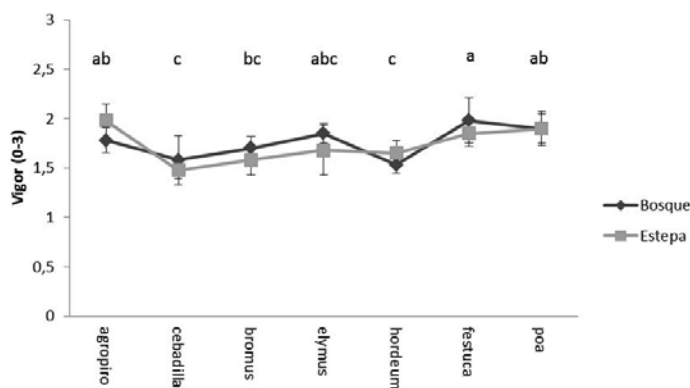 3
2,5
2
1,5
1
0,5
0
Vigor (0-3)
ab c bc abc c a ab
agropiro
cebadilla
bromus
elymus
hordeum
festuca
poa
Bosque
Estepa